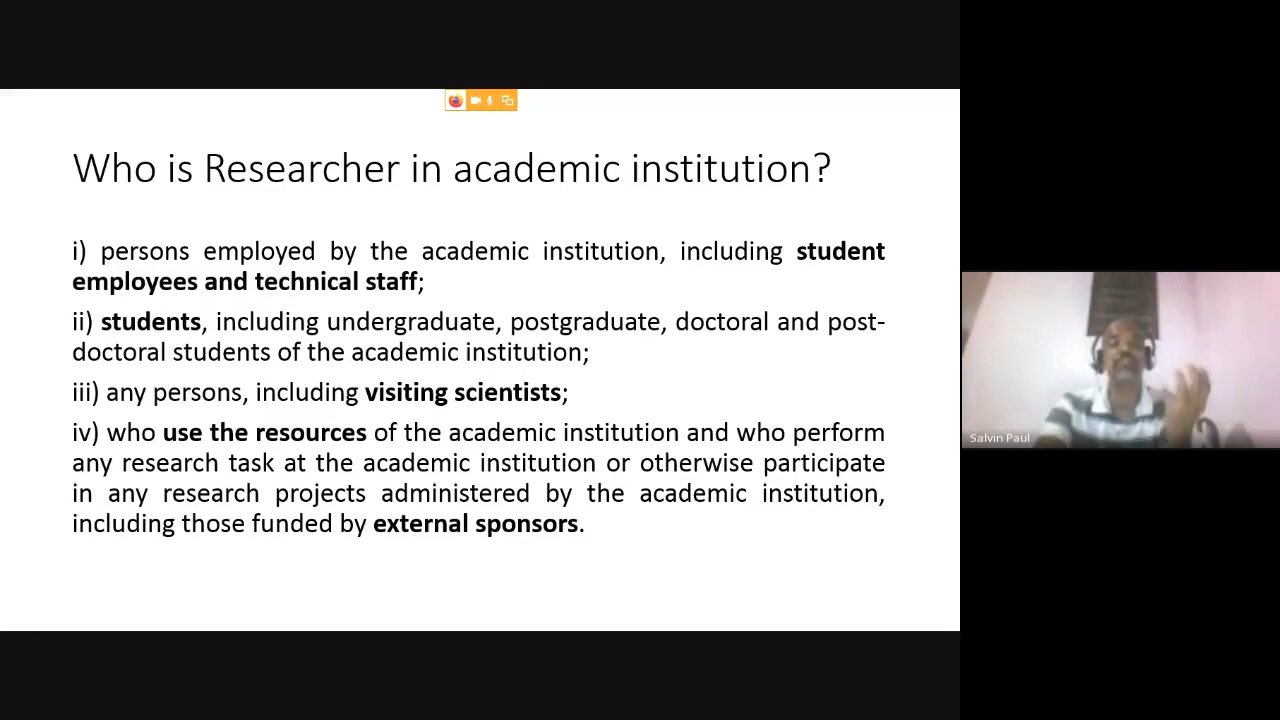 Who is Researcher in academic institution?
i) persons employed by the academic institution, including student
employees and technical staff;
ii) students, including undergraduate, postgraduate, doctoral and post-
doctoral students of the academic institution;
iii) any persons, including visiting scientists;
iv) who use the resources of the academic institution and who perform
any research task at the academic institution or otherwise participate
in any research projects administered by the academic institution,
including those funded by external sponsors.
Salvin Paul